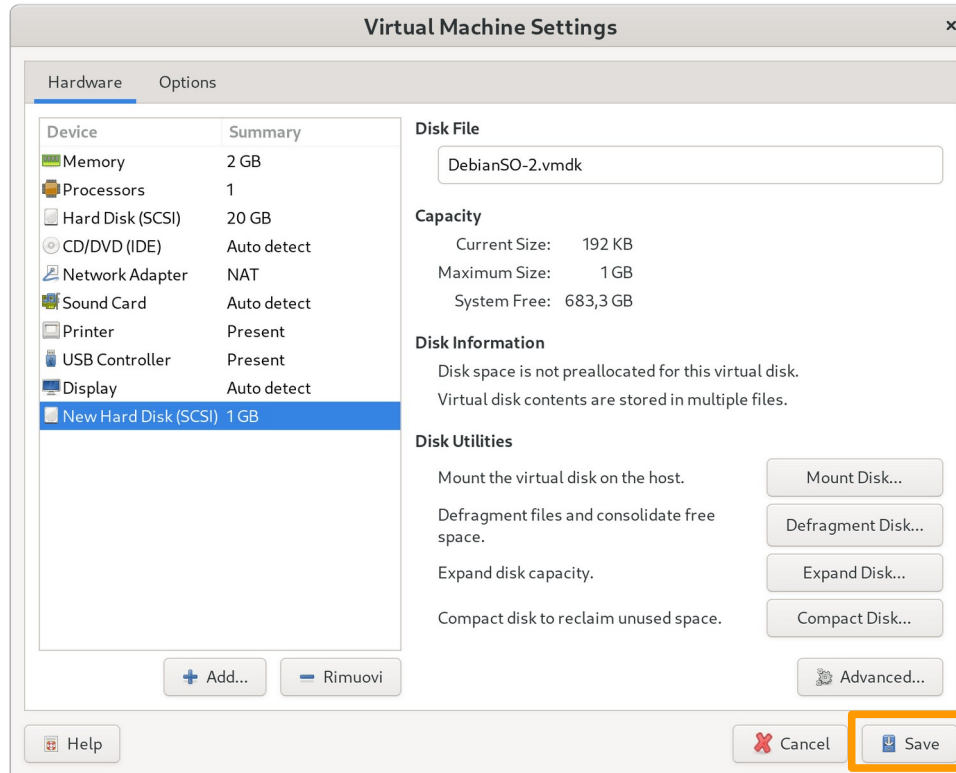 Virtual Machine Settings ×
Hardware Options
Device Summary
Memory 2 GB
Processors 1
Hard Disk (SCSI) 20 GB
CD/DVD (IDE) Auto detect
Network Adapter NAT
Sound Card Auto detect
Printer Present
USB Controller Present
Display Auto detect
New Hard Disk (SCSI) 1 GB
Add...
Rimuovi
Disk File
DebianSO-2.vmdk
Capacity
Current Size: 192 KB
Maximum Size: 1 GB
System Free: 683,3 GB
Disk Information
Disk space is not preallocated for this virtual disk.
Virtual disk contents are stored in multiple files.
Disk Utilities
Mount the virtual disk on the host. Mount Disk...
Defragment files and consolidate free
space.
Defragment Disk...
Expand disk capacity. Expand Disk...
Compact disk to reclaim unused space. Compact Disk...
Advanced...
Help
Cancel
Save